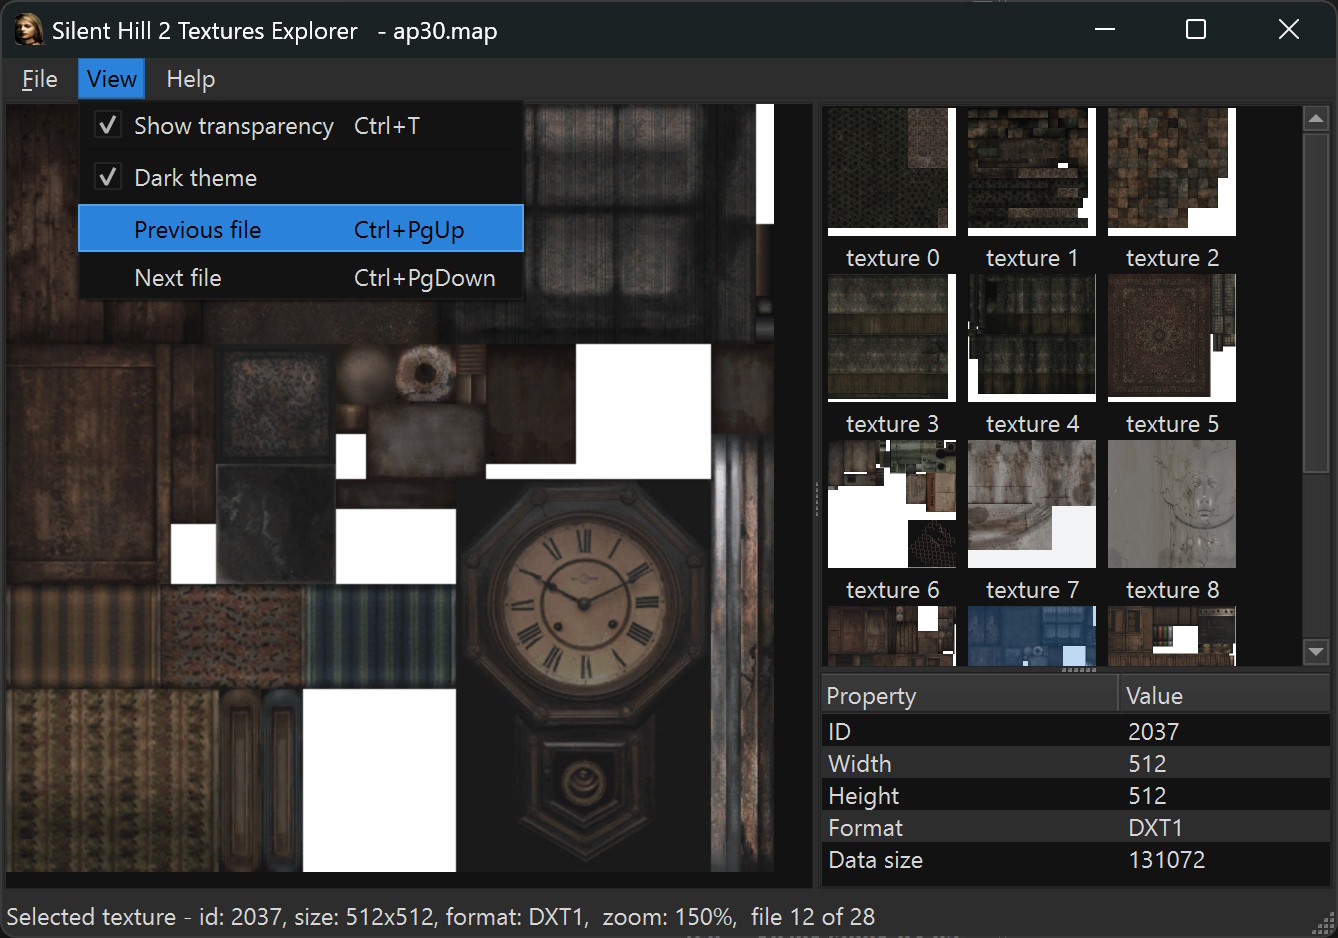 Silent Hill 2 Textures Explorer - ap30.map
File View Help
Show transparency Ctrl+T
Dark theme
Previous file Ctrl+PgUp
Next file Ctrl+PgDown
texture 0 texture 1 texture 2
texture 3 texture 4 texture 5
texture 6 texture 7 texture 8
Property Value
ID 2037
Width 512
Height 512
Format DXT1
Data size 131072
Selected texture - id: 2037, size: 512x512, format: DXT1, zoom: 150%, file 12 of 28